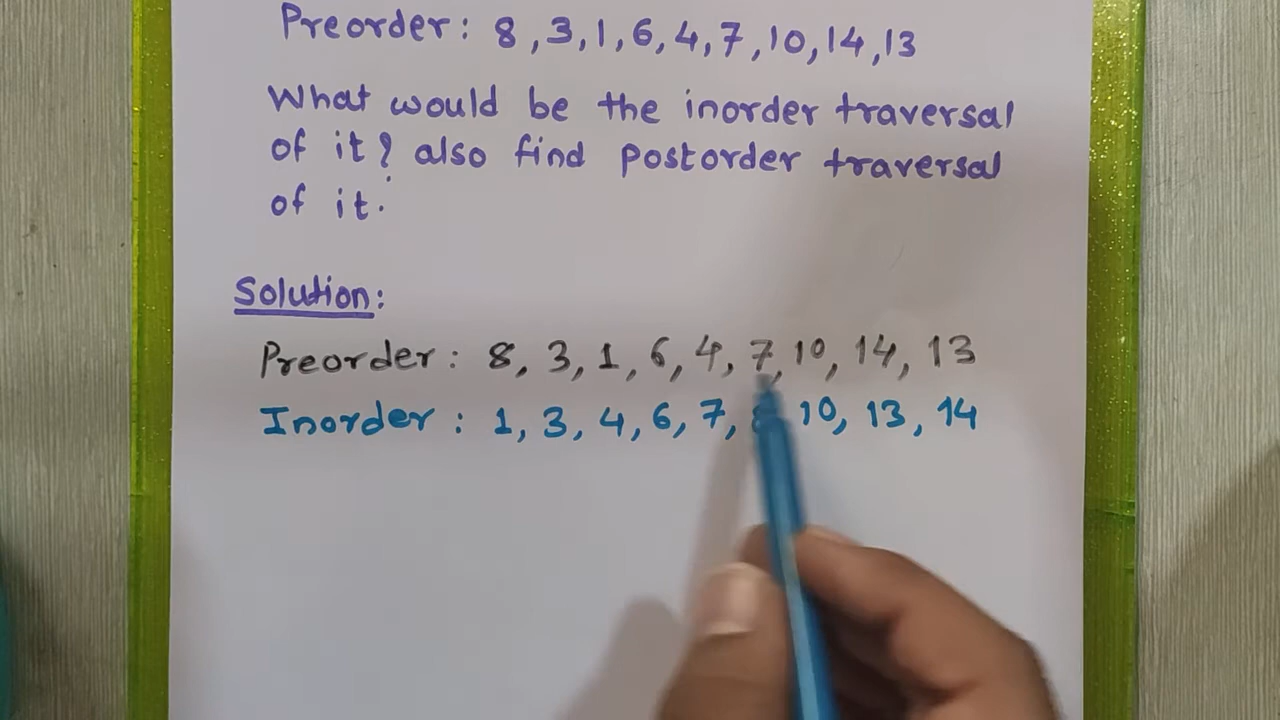 Preorder: 8, 3, 1, 6, 4, 7, 10, 14, 13
What would be the inorder traversal
of it? also find postorder traversal
of it.
Solution:
Preorder: 8, 3, 1, 6, 4, 7, 10, 14, 13
Inorder: 1, 3, 4, 6, 7, 8, 10, 13, 14